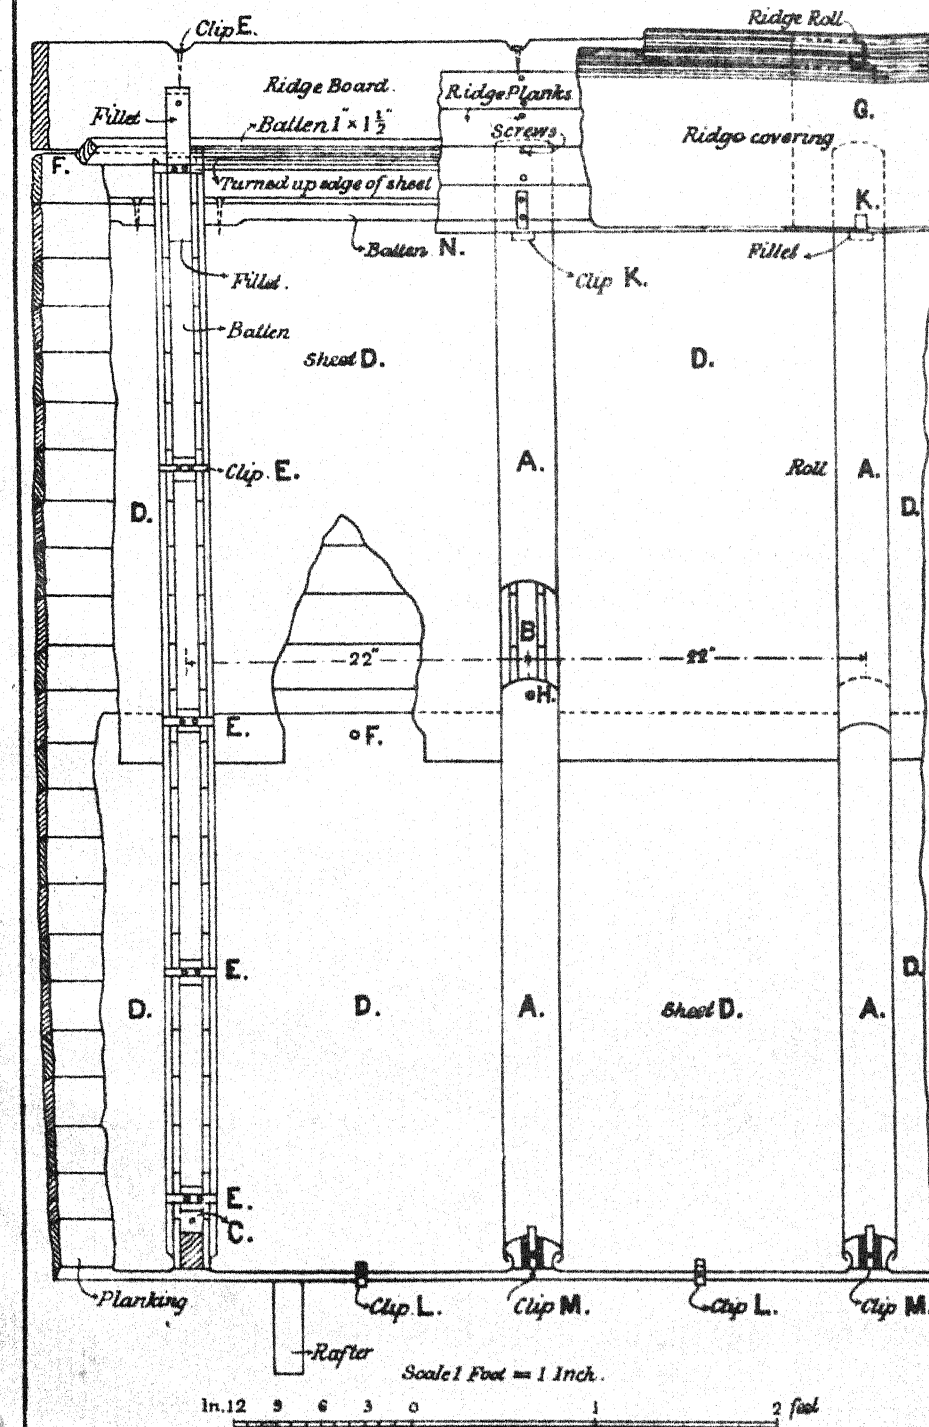 Clip E.
Ridge Roll
Ridge Board.
Ridge Planks
Fillet
Batten 1" × 1½"
Screws
G.
Ridge covering
F.
Turned up edge of sheet
K.
Batten N.
Fillet
Clip K.
Fillet.
Batten
Sheet D.
D.
A.
Roll A.
Clip. E.
D.
D.
B
22"
22"
H.
E.
F.
E.
D.
D.
D.
A.
Sheet D.
A.
E.
C.
Planking
Clip L.
Clip M.
Clip L.
Clip M.
Rafter
Scale 1 Foot = 1 Inch.
In. 12 9 6 3 0 1 2 feet